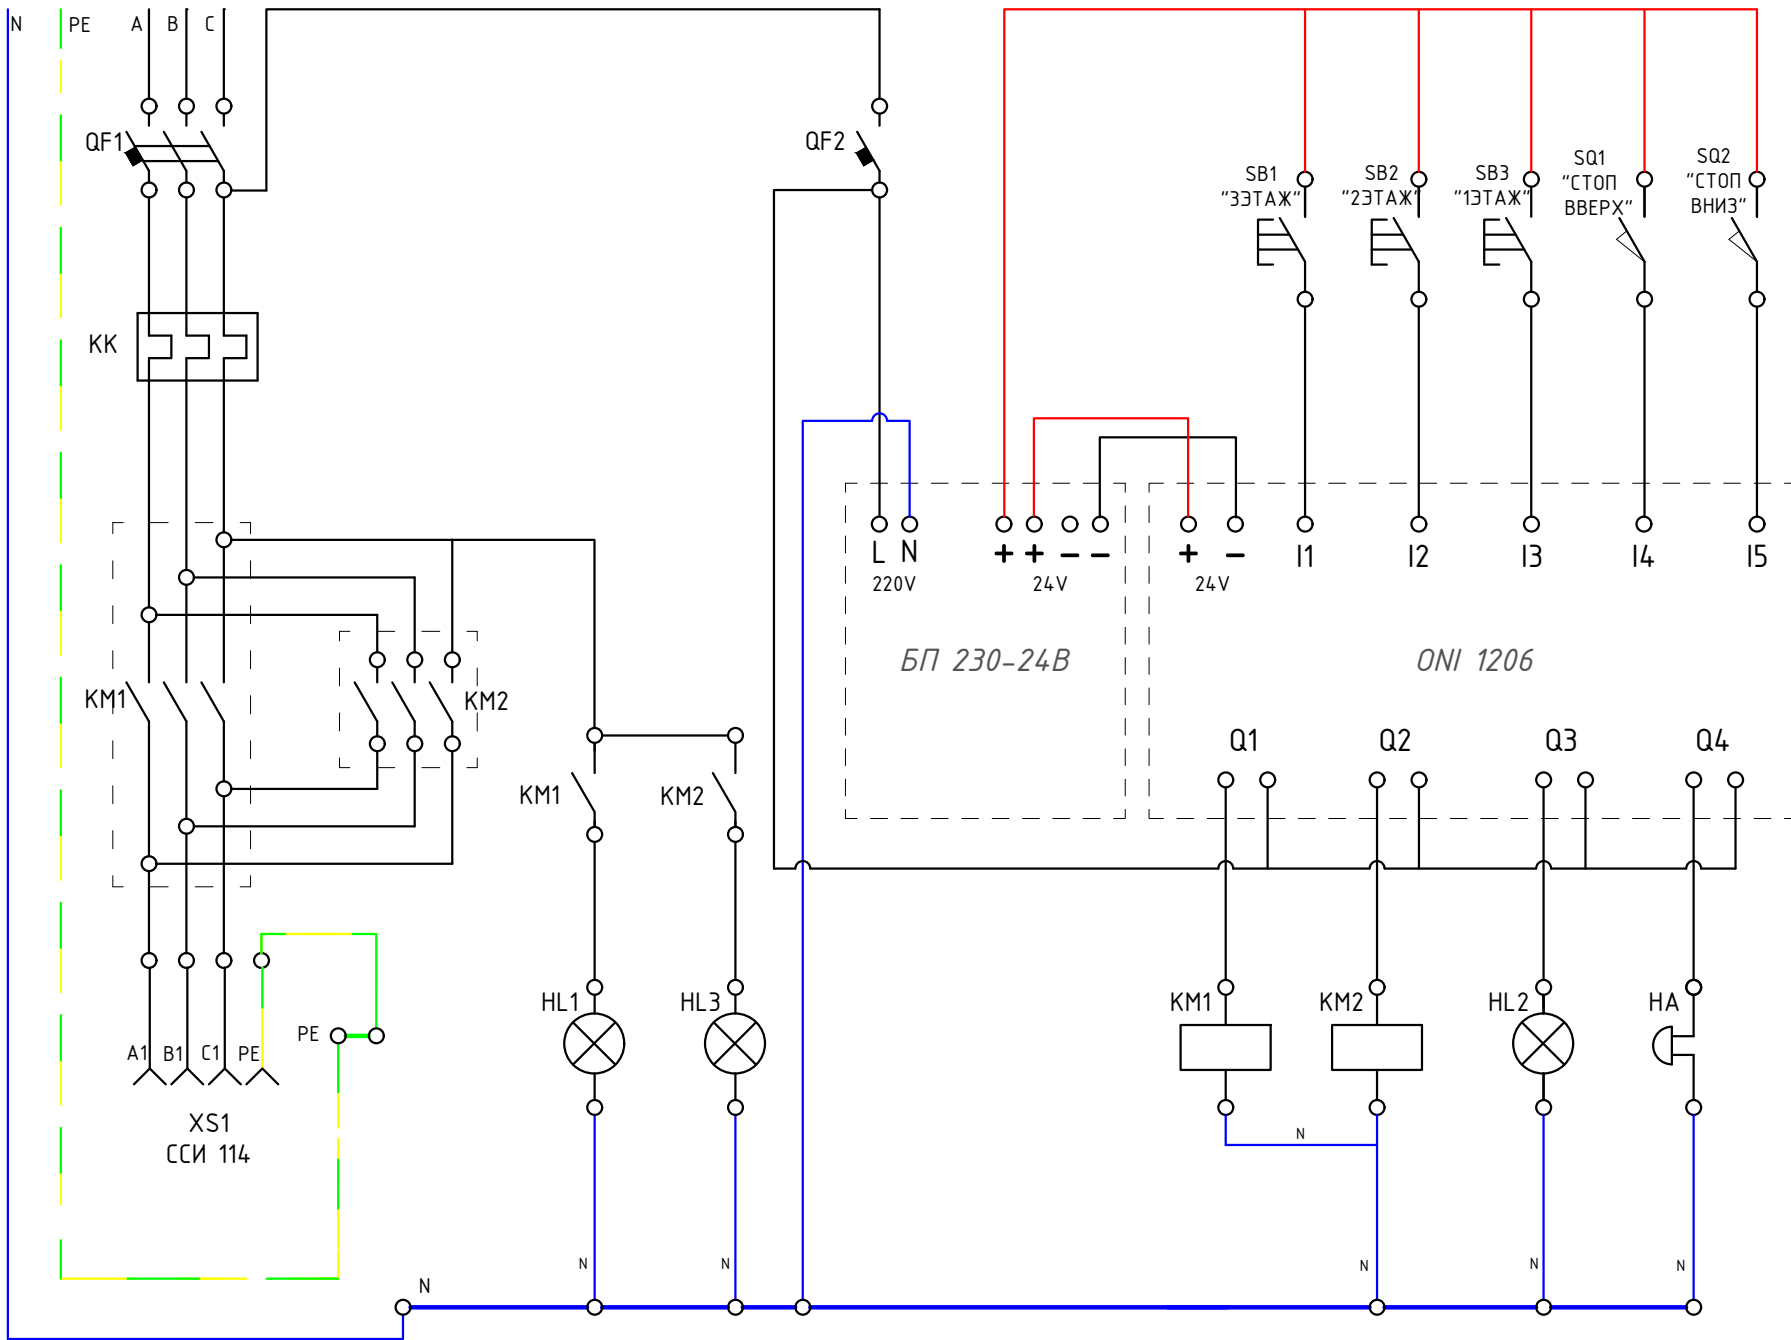 N
PE
A
B
C
QF1
QF2
SB1
"3ЭТАЖ"
SB2
"2ЭТАЖ"
SB3
"1ЭТАЖ"
SQ1
"СТОП
ВВЕРХ"
SQ2
"СТОП
ВНИЗ"
KK
L
N
220V
+
+
–
–
24V
+
–
24V
I1
I2
I3
I4
I5
БП 230-24В
ONI 1206
KM1
KM2
KM1
KM2
Q1
Q2
Q3
Q4
HL1
HL3
KM1
KM2
HL2
HA
A1
B1
C1
PE
PE
XS1
ССИ 114
N
N
N
N
N
N
N
N